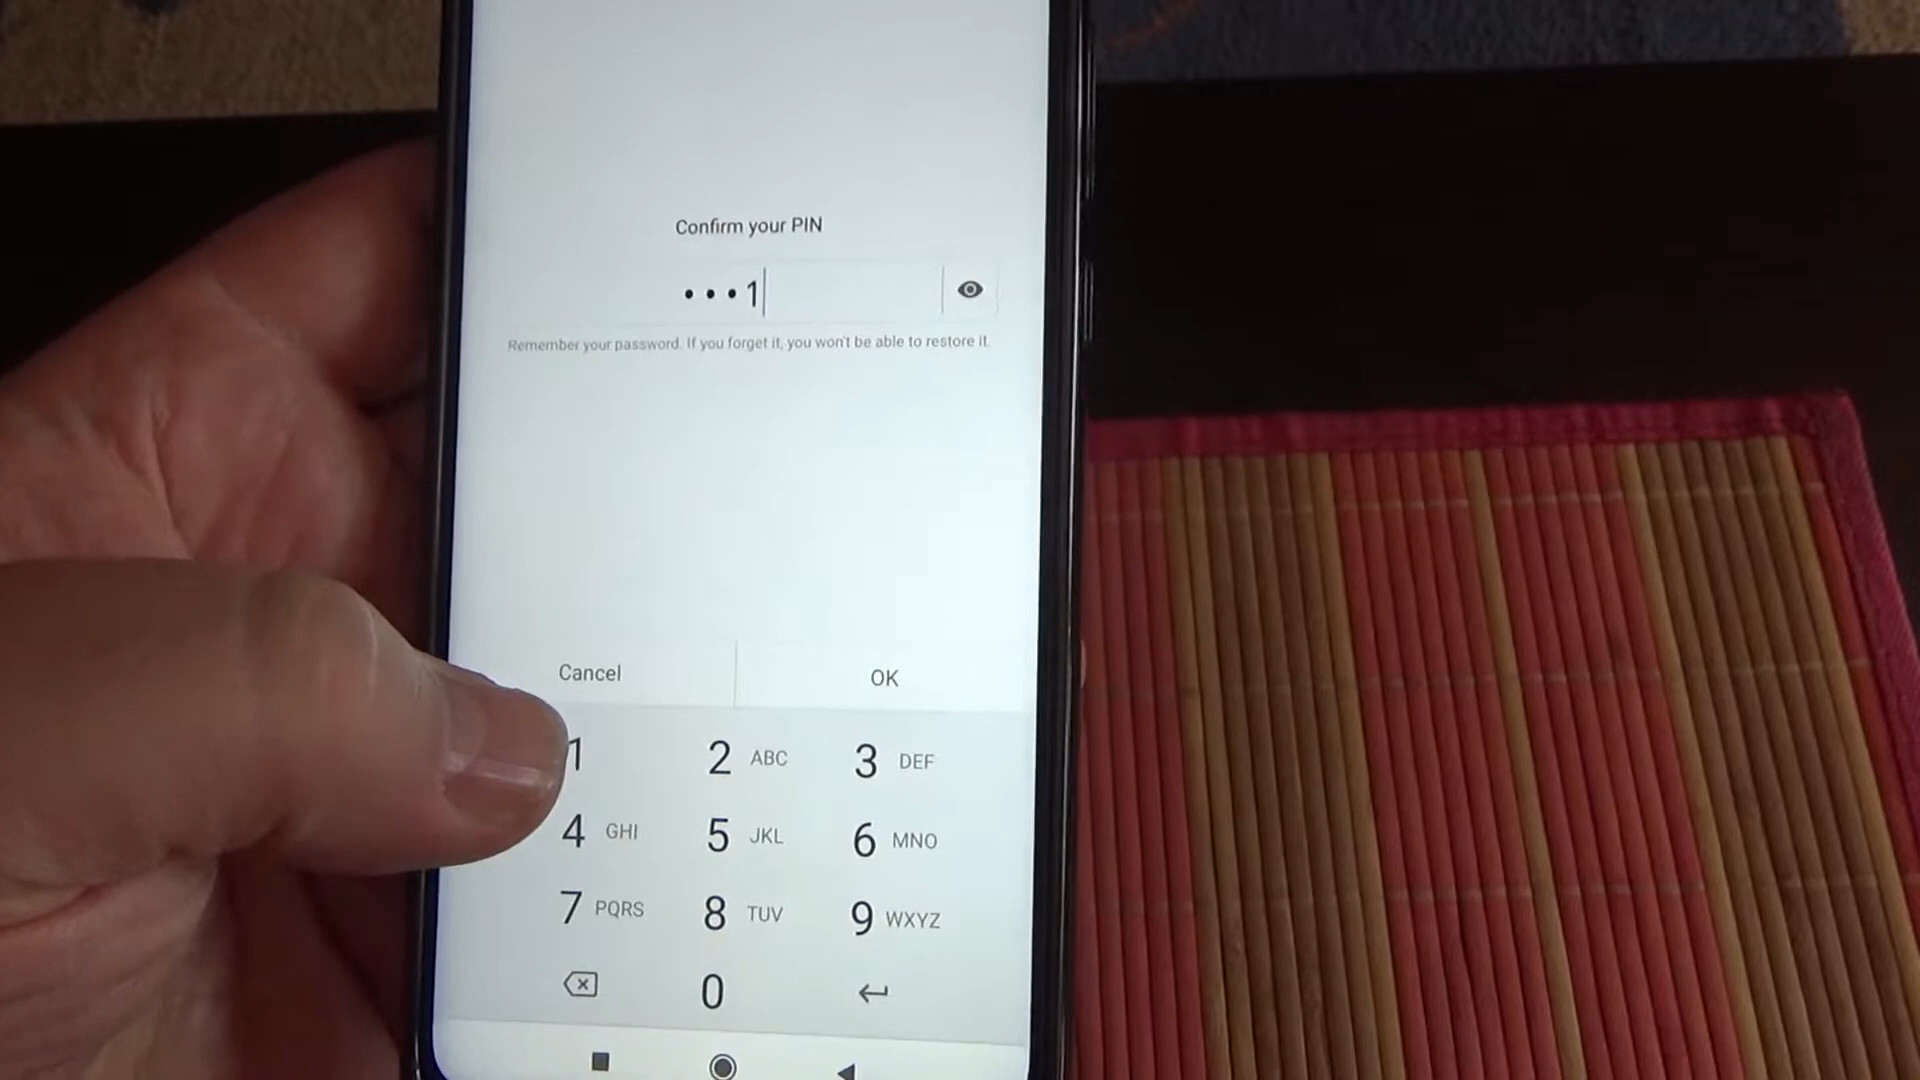 Confirm your PIN
•••1
Remember your password. If you forget it, you won't be able to restore it.
Cancel OK
1 2 ABC 3 DEF
4 GHI 5 JKL 6 MNO
7 PQRS 8 TUV 9 WXYZ
0